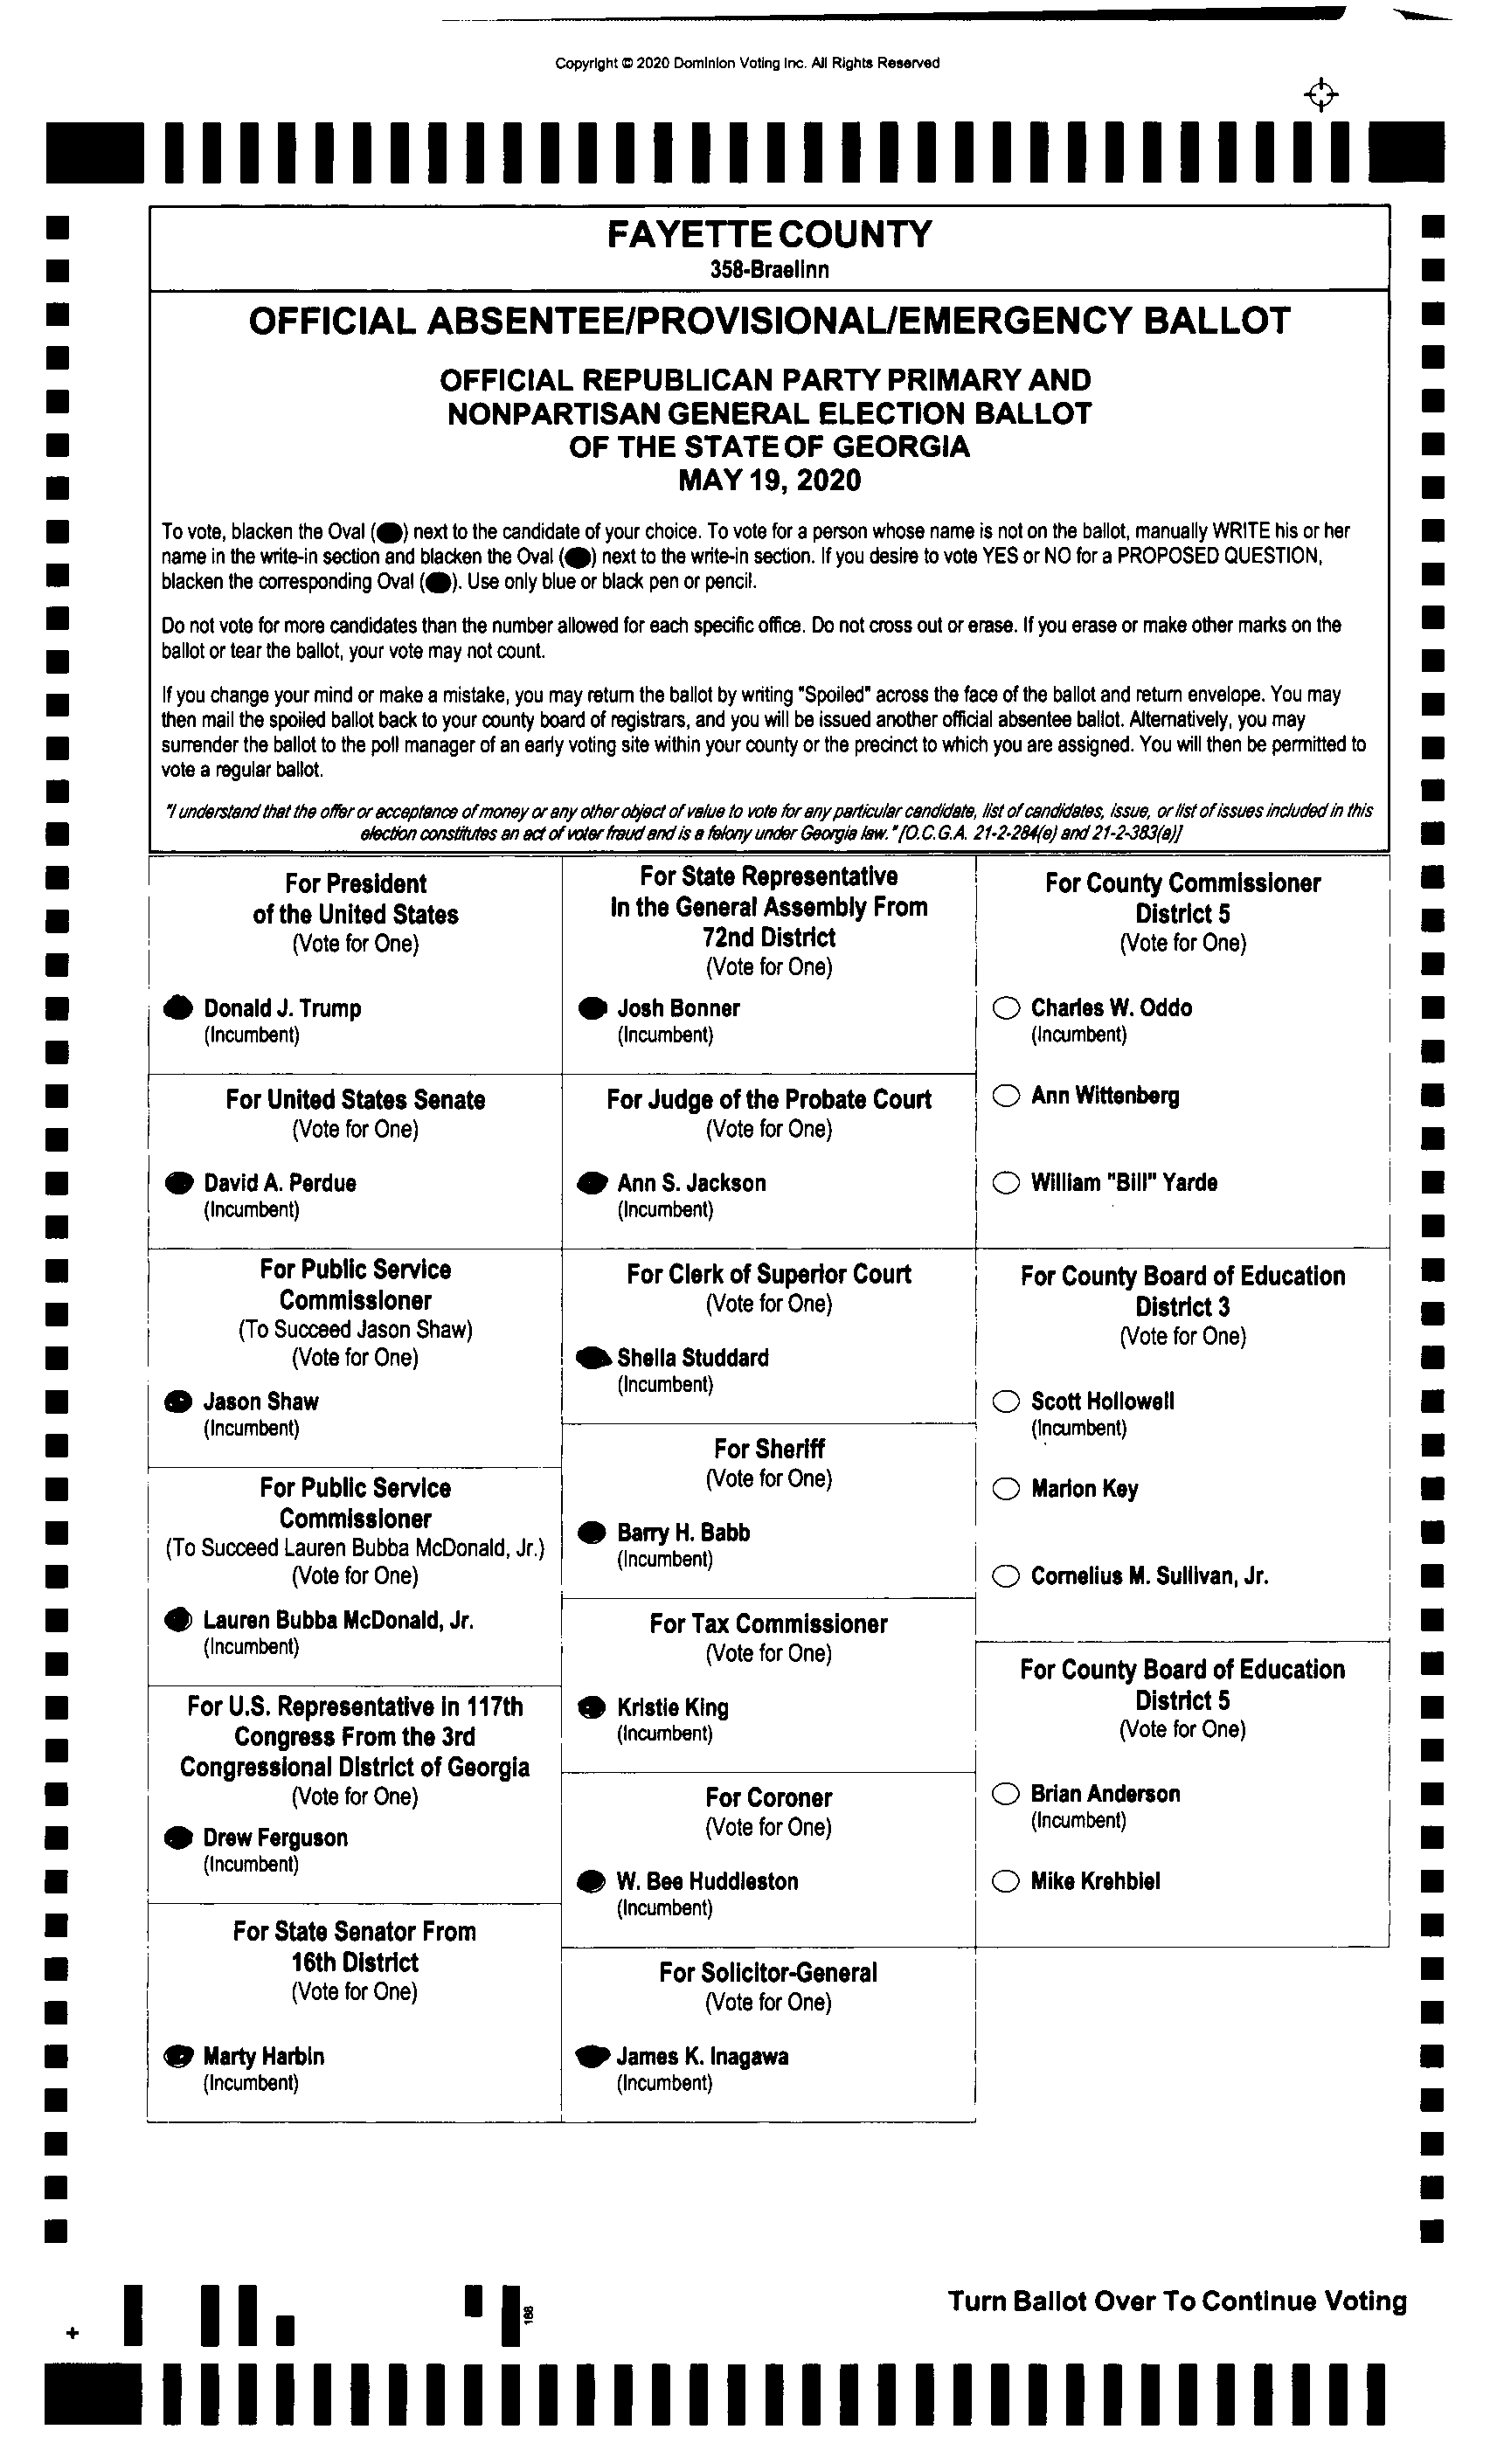 Copyright © 2020 Dominion Voting Inc. All Rights Reserved
FAYETTE COUNTY
358-Braelinn
OFFICIAL ABSENTEE/PROVISIONAL/EMERGENCY BALLOT
OFFICIAL REPUBLICAN PARTY PRIMARY AND
NONPARTISAN GENERAL ELECTION BALLOT
OF THE STATE OF GEORGIA
MAY 19, 2020
To vote, blacken the Oval ( ) next to the candidate of your choice. To vote for a person whose name is not on the ballot, manually WRITE his or her
name in the write-in section and blacken the Oval ( ) next to the write-in section. If you desire to vote YES or NO for a PROPOSED QUESTION,
blacken the corresponding Oval ( ). Use only blue or black pen or pencil.
Do not vote for more candidates than the number allowed for each specific office. Do not cross out or erase. If you erase or make other marks on the
ballot or tear the ballot, your vote may not count.
If you change your mind or make a mistake, you may return the ballot by writing "Spoiled" across the face of the ballot and return envelope. You may
then mail the spoiled ballot back to your county board of registrars, and you will be issued another official absentee ballot. Alternatively, you may
surrender the ballot to the poll manager of an early voting site within your county or the precinct to which you are assigned. You will then be permitted to
vote a regular ballot.
"I understand that the offer or acceptance of money or any other object of value to vote for any particular candidate, list of candidates, issue, or list of issues included in this
election constitutes an act of voter fraud and is a felony under Georgia law." [O.C.G.A. 21-2-284(e) and 21-2-383(a)]
For President
of the United States
(Vote for One)
Donald J. Trump
(Incumbent)
For United States Senate
(Vote for One)
David A. Perdue
(Incumbent)
For Public Service
Commissioner
(To Succeed Jason Shaw)
(Vote for One)
Jason Shaw
(Incumbent)
For Public Service
Commissioner
(To Succeed Lauren Bubba McDonald, Jr.)
(Vote for One)
Lauren Bubba McDonald, Jr.
(Incumbent)
For U.S. Representative in 117th
Congress From the 3rd
Congressional District of Georgia
(Vote for One)
Drew Ferguson
(Incumbent)
For State Senator From
16th District
(Vote for One)
Marty Harbin
(Incumbent)
For State Representative
In the General Assembly From
72nd District
(Vote for One)
Josh Bonner
(Incumbent)
For Judge of the Probate Court
(Vote for One)
Ann S. Jackson
(Incumbent)
For Clerk of Superior Court
(Vote for One)
Sheila Studdard
(Incumbent)
For Sheriff
(Vote for One)
Barry H. Babb
(Incumbent)
For Tax Commissioner
(Vote for One)
Kristie King
(Incumbent)
For Coroner
(Vote for One)
W. Bee Huddleston
(Incumbent)
For Solicitor-General
(Vote for One)
James K. Inagawa
(Incumbent)
For County Commissioner
District 5
(Vote for One)
Charles W. Oddo
(Incumbent)
Ann Wittenberg
William "Bill" Yarde
For County Board of Education
District 3
(Vote for One)
Scott Hollowell
(Incumbent)
Marion Key
Cornelius M. Sullivan, Jr.
For County Board of Education
District 5
(Vote for One)
Brian Anderson
(Incumbent)
Mike Krehbiel
Turn Ballot Over To Continue Voting
188